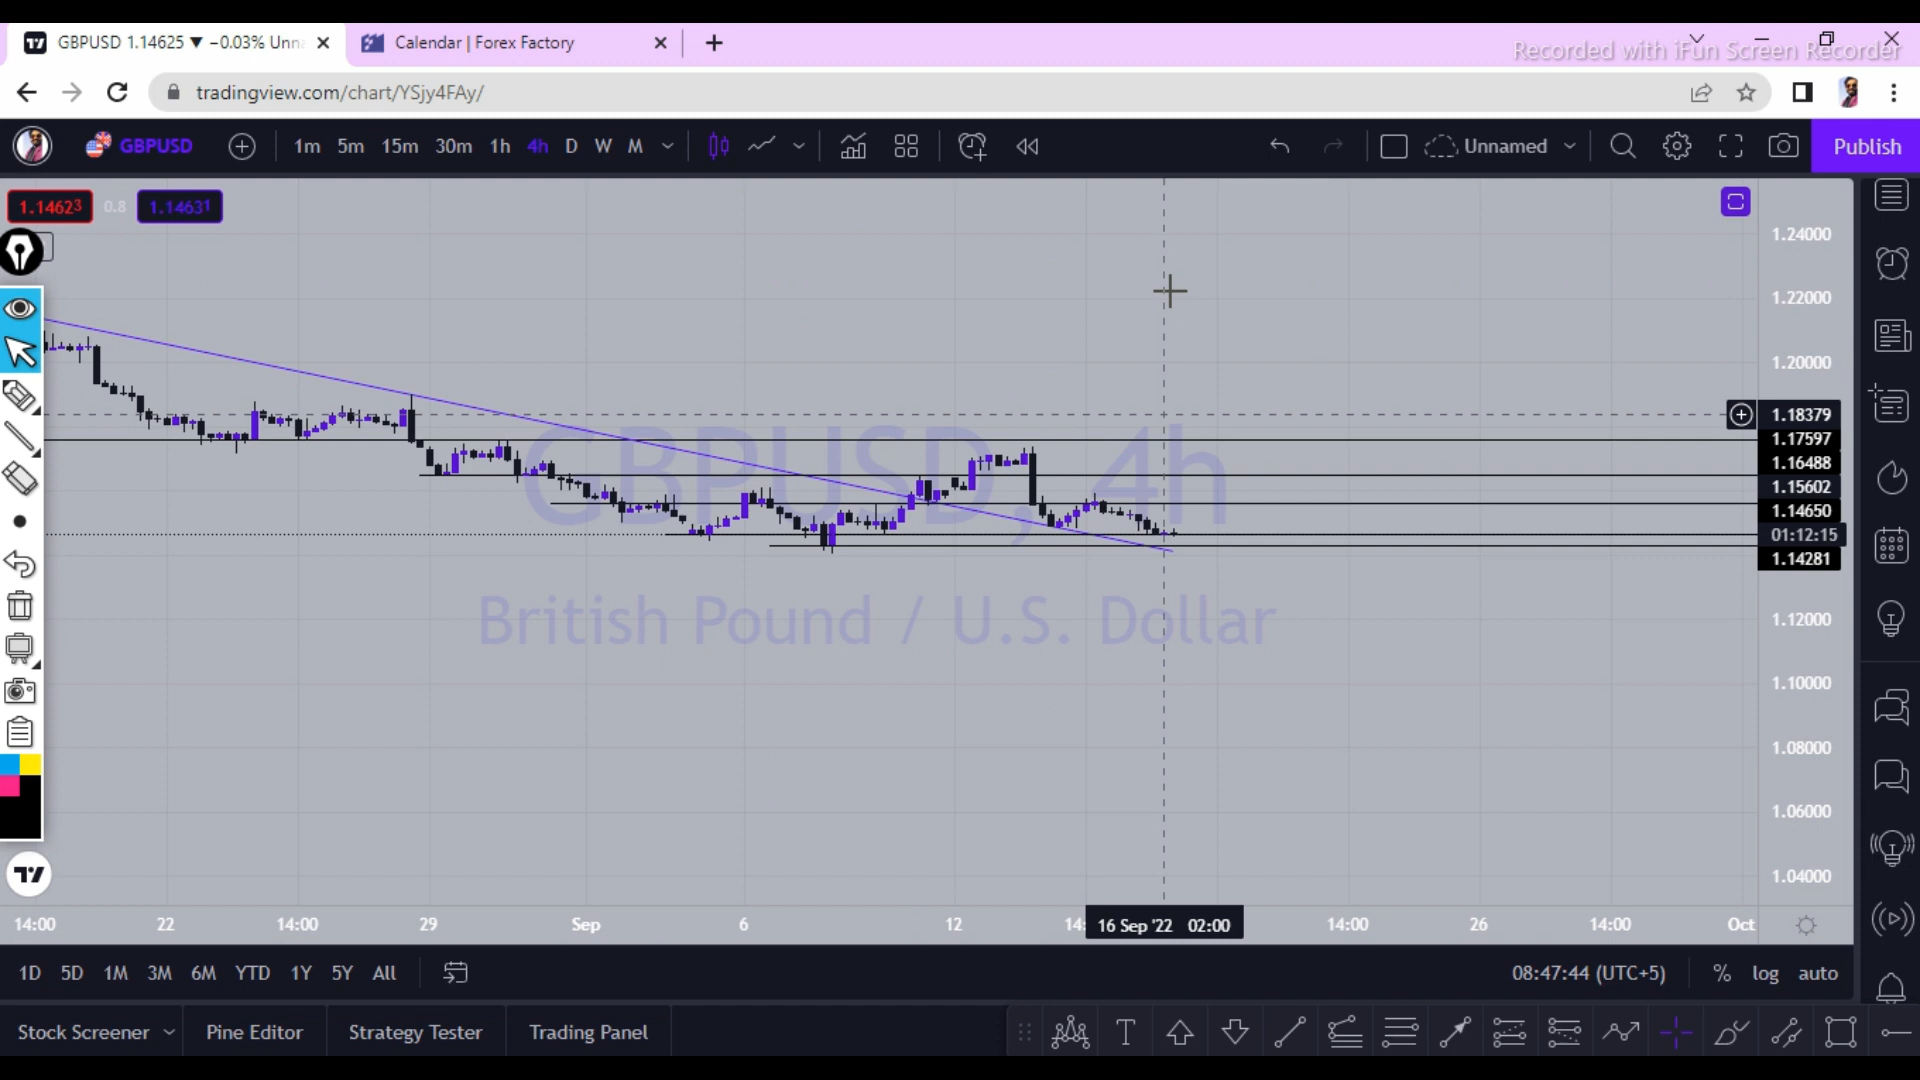 GBPUSD 1.14625 ▼ −0.03% Unna
Calendar | Forex Factory
Recorded with iFun Screen Recorder
tradingview.com/chart/YSjy4FAy/
GBPUSD
1m 5m 15m 30m 1h 4h D W M
Unnamed
Publish
1.14623 0.8 1.14631
1.24000
1.22000
1.20000
1.18379
1.17597
1.16488
1.15602
1.14650
01:12:15
1.14281
1.12000
1.10000
1.08000
1.06000
1.04000
GBPUSD, 4h
British Pound / U.S. Dollar
14:00 22 14:00 29 Sep 6 12 14: 16 Sep '22 02:00 14:00 26 14:00 Oct
1D 5D 1M 3M 6M YTD 1Y 5Y All
08:47:44 (UTC+5) % log auto
Stock Screener Pine Editor Strategy Tester Trading Panel